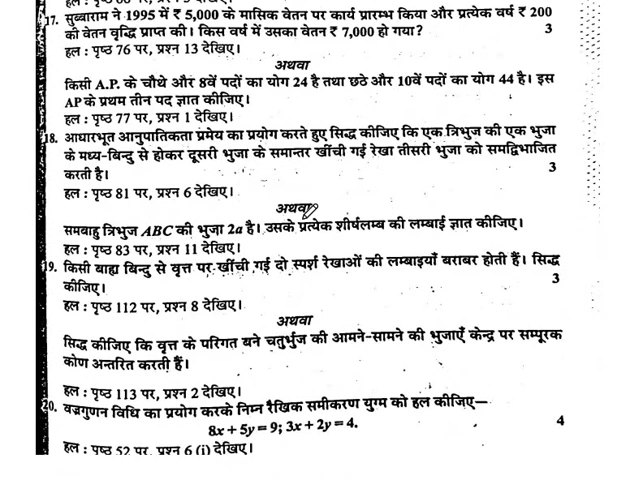 17. सुब्बाराम ने 1995 में ₹ 5,000 के मासिक वेतन पर कार्य प्रारम्भ किया और प्रत्येक वर्ष ₹ 200
की वेतन वृद्धि प्राप्त की। किस वर्ष में उसका वेतन ₹ 7,000 हो गया? 3
हल : पृष्ठ 76 पर, प्रश्न 13 देखिए।
अथवा
किसी A.P. के चौथे और 8वें पदों का योग 24 है तथा छठे और 10वें पदों का योग 44 है। इस
AP के प्रथम तीन पद ज्ञात कीजिए।
हल : पृष्ठ 77 पर, प्रश्न 1 देखिए।
18. आधारभूत आनुपातिकता प्रमेय का प्रयोग करते हुए सिद्ध कीजिए कि एक त्रिभुज की एक भुजा
के मध्य-बिन्दु से होकर दूसरी भुजा के समान्तर खींची गई रेखा तीसरी भुजा को समद्विभाजित
करती है। 3
हल : पृष्ठ 81 पर, प्रश्न 6 देखिए।
अथवा
समबाहु त्रिभुज ABC की भुजा 2a है। उसके प्रत्येक शीर्षलम्ब की लम्बाई ज्ञात कीजिए।
हल : पृष्ठ 83 पर, प्रश्न 11 देखिए।
19. किसी बाह्य बिन्दु से वृत्त पर खींची गई दो स्पर्श रेखाओं की लम्बाइयाँ बराबर होती हैं। सिद्ध
कीजिए। 3
हल : पृष्ठ 112 पर, प्रश्न 8 देखिए।
अथवा
सिद्ध कीजिए कि वृत्त के परिगत बने चतुर्भुज की आमने-सामने की भुजाएँ केन्द्र पर सम्पूरक
कोण अन्तरित करती हैं।
हल : पृष्ठ 113 पर, प्रश्न 2 देखिए।
20. वज्रगुणन विधि का प्रयोग करके निम्न रैखिक समीकरण युग्म को हल कीजिए—
8x + 5y = 9; 3x + 2y = 4. 4
हल : पृष्ठ 52 पर, प्रश्न 6 (i) देखिए।